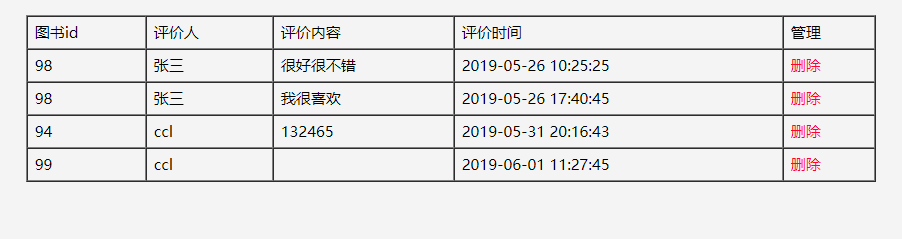 图书id 评价人 评价内容 评价时间 管理
98 张三 很好很不错 2019-05-26 10:25:25 删除
98 张三 我很喜欢 2019-05-26 17:40:45 删除
94 ccl 132465 2019-05-31 20:16:43 删除
99 ccl 2019-06-01 11:27:45 删除